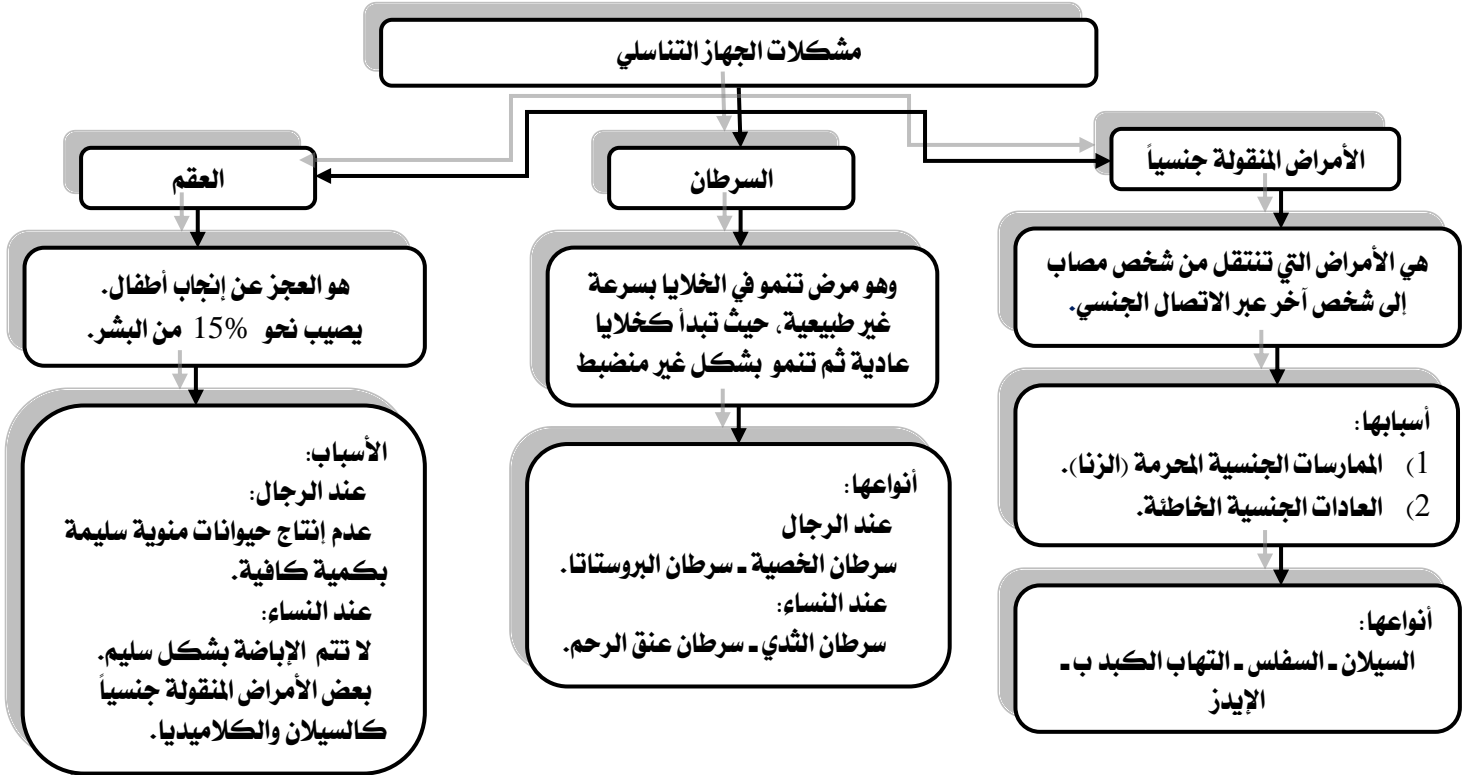 مشكلات الجهاز التناسلي
الأمراض المنقولة جنسياً
هي الأمراض التي تنتقل من شخص مصاب
إلى شخص آخر عبر الاتصال الجنسي.
أسبابها:
1) الممارسات الجنسية المحرمة (الزنا).
2) العادات الجنسية الخاطئة.
أنواعها:
السيلان ـ السفلس ـ التهاب الكبد ب ـ
الإيدز
السرطان
وهو مرض تنمو في الخلايا بسرعة
غير طبيعية، حيث تبدأ كخلايا
عادية ثم تنمو بشكل غير منضبط
أنواعها:
عند الرجال
سرطان الخصية ـ سرطان البروستاتا.
عند النساء:
سرطان الثدي ـ سرطان عنق الرحم.
العقم
هو العجز عن إنجاب أطفال.
يصيب نحو 15% من البشر.
الأسباب:
عند الرجال:
عدم إنتاج حيوانات منوية سليمة
بكمية كافية.
عند النساء:
لا تتم الإباضة بشكل سليم.
بعض الأمراض المنقولة جنسياً
كالسيلان والكلاميديا.